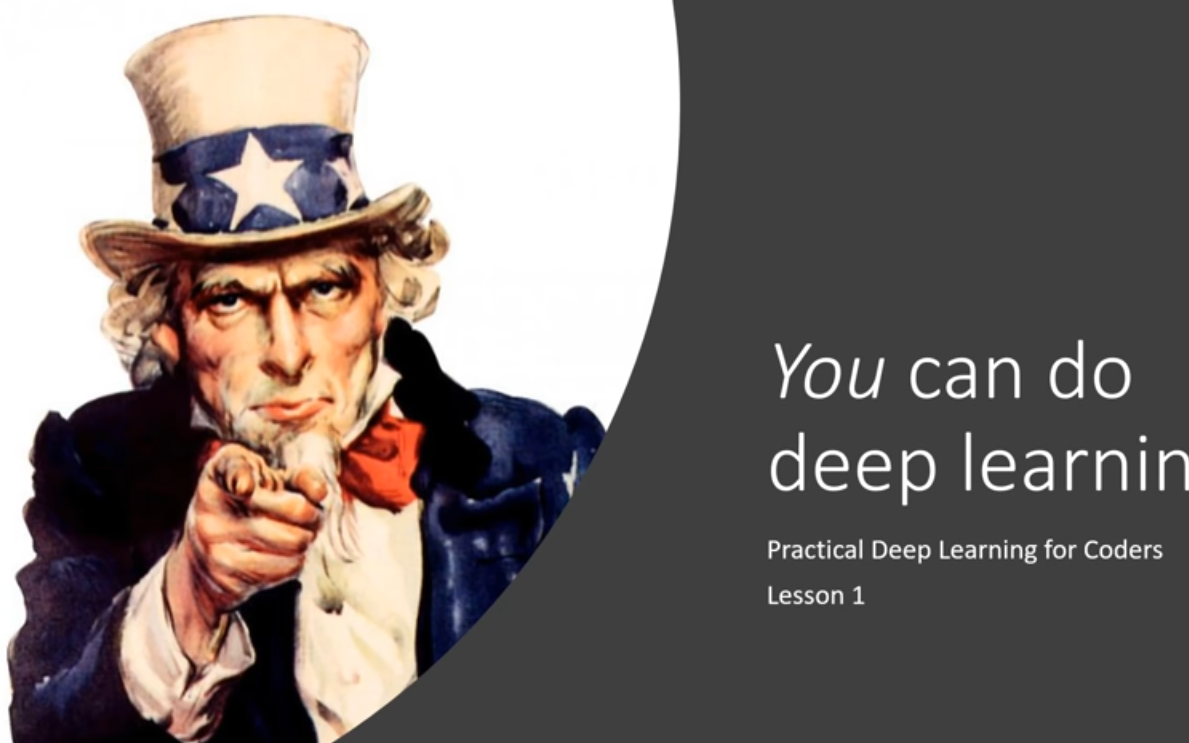 You can do
deep learnin
Practical Deep Learning for Coders
Lesson 1